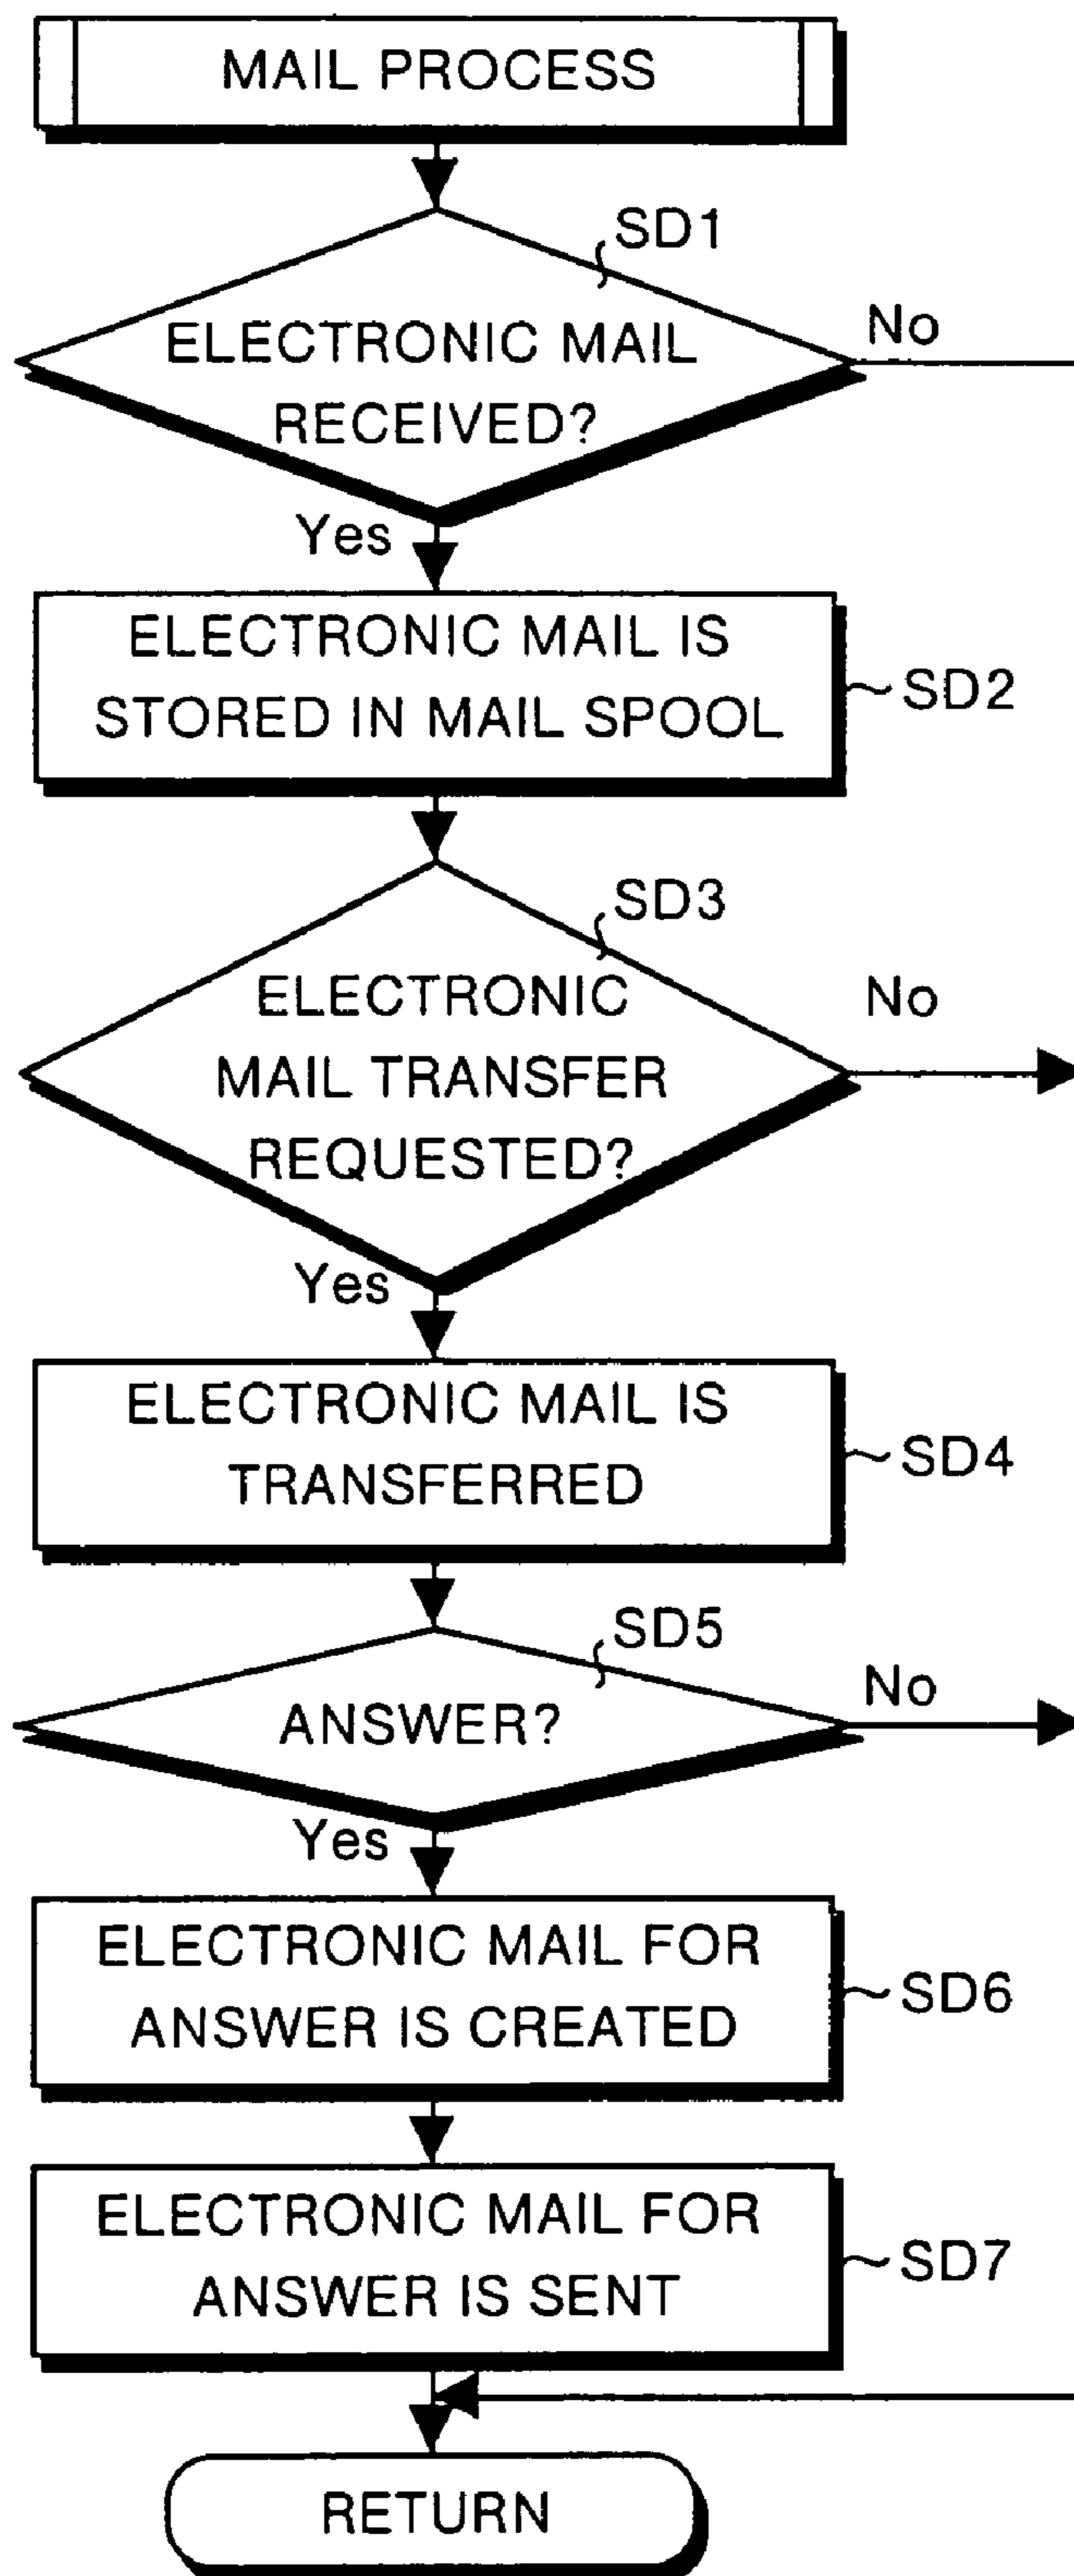 MAIL PROCESS
SD1
ELECTRONIC MAIL
RECEIVED?
No
Yes
ELECTRONIC MAIL IS
STORED IN MAIL SPOOL
SD2
SD3
ELECTRONIC
MAIL TRANSFER
REQUESTED?
No
Yes
ELECTRONIC MAIL IS
TRANSFERRED
SD4
SD5
ANSWER?
No
Yes
ELECTRONIC MAIL FOR
ANSWER IS CREATED
SD6
ELECTRONIC MAIL FOR
ANSWER IS SENT
SD7
RETURN